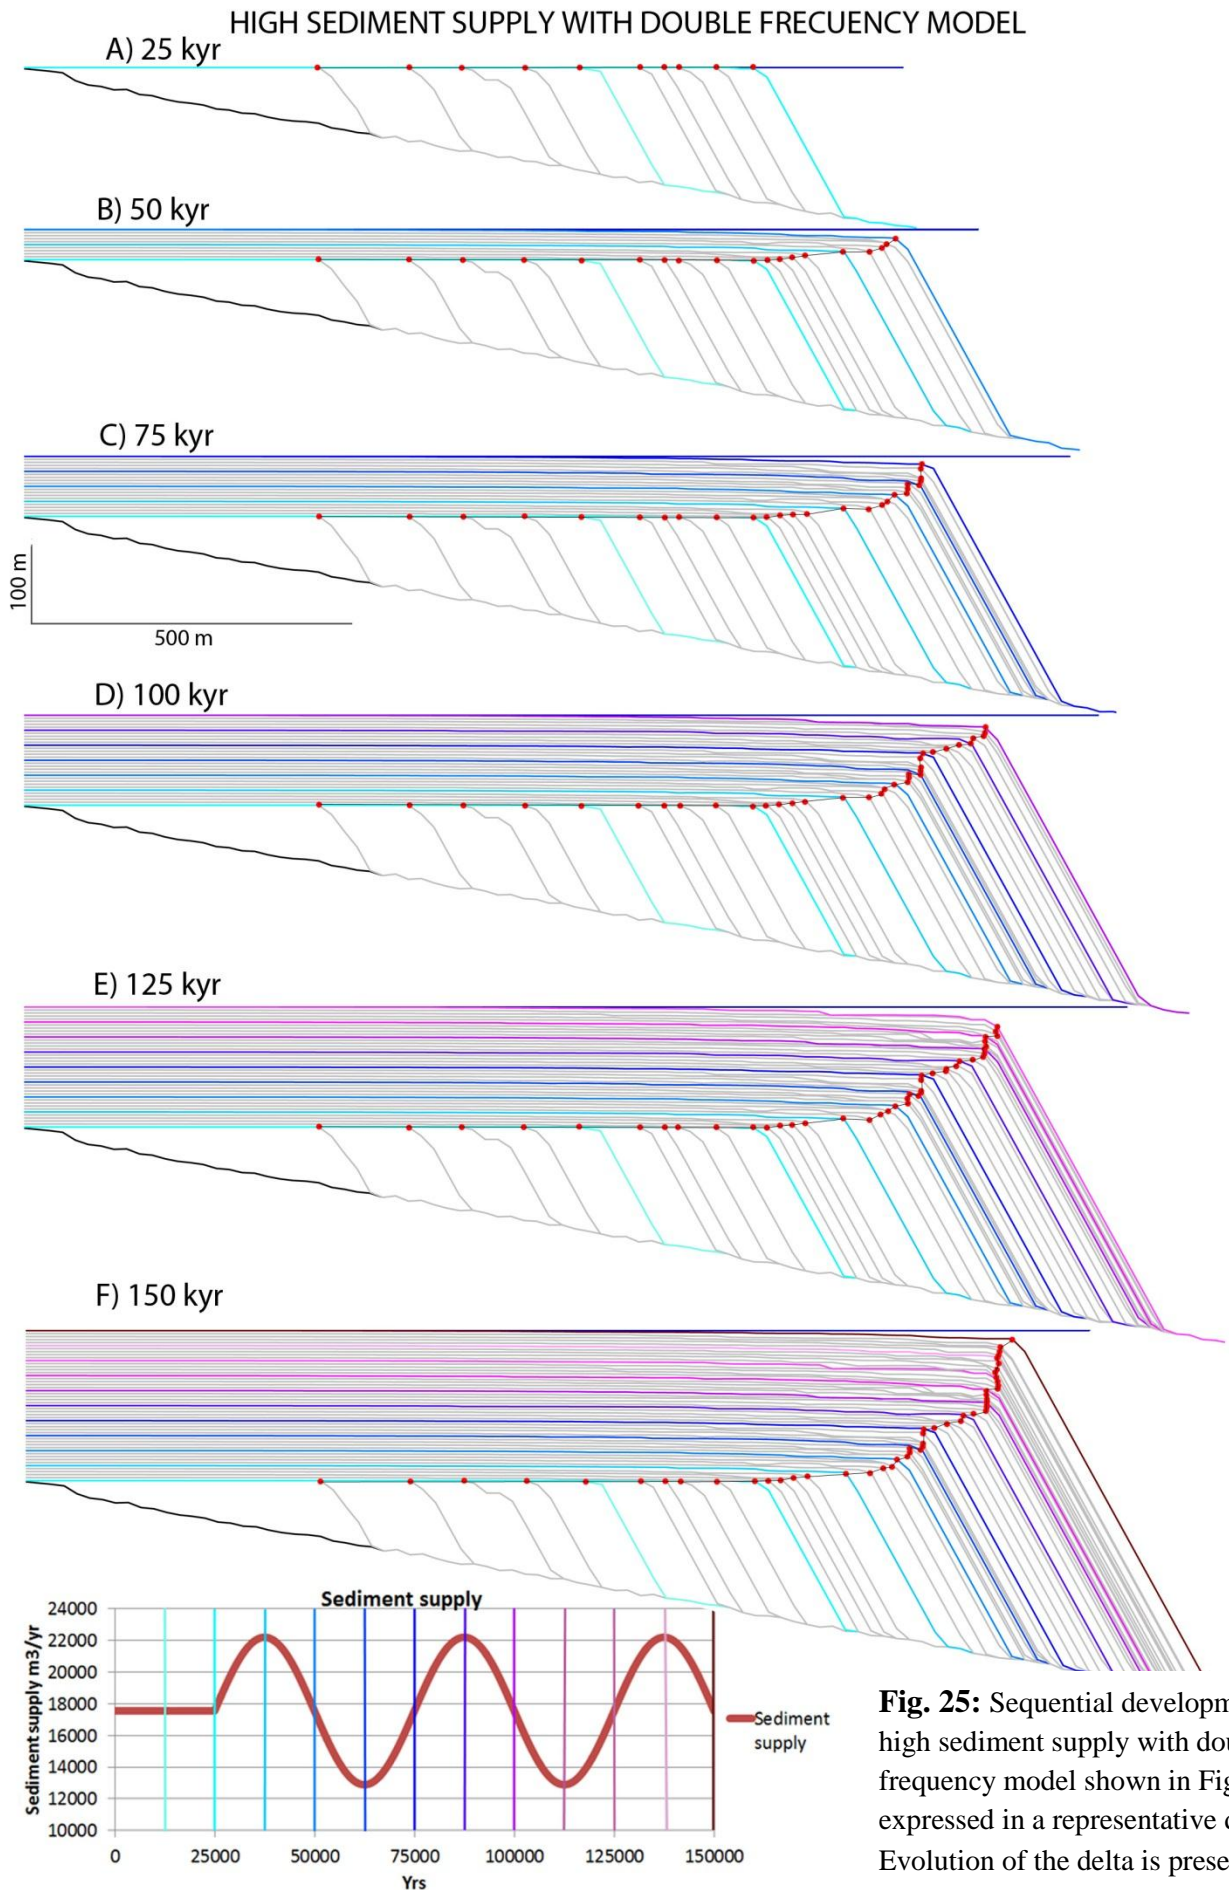 HIGH SEDIMENT SUPPLY WITH DOUBLE FRECUENCY MODEL
A) 25 kyr
B) 50 kyr
C) 75 kyr
100 m
500 m
D) 100 kyr
E) 125 kyr
F) 150 kyr
Sediment supply
Sediment supply m3/yr
24000
22000
20000
18000
16000
14000
12000
10000
0 25000 50000 75000 100000 125000 150000
Yrs
Sediment
supply
Fig. 25: Sequential developm
high sediment supply with dou
frequency model shown in Fig
expressed in a representative
Evolution of the delta is prese